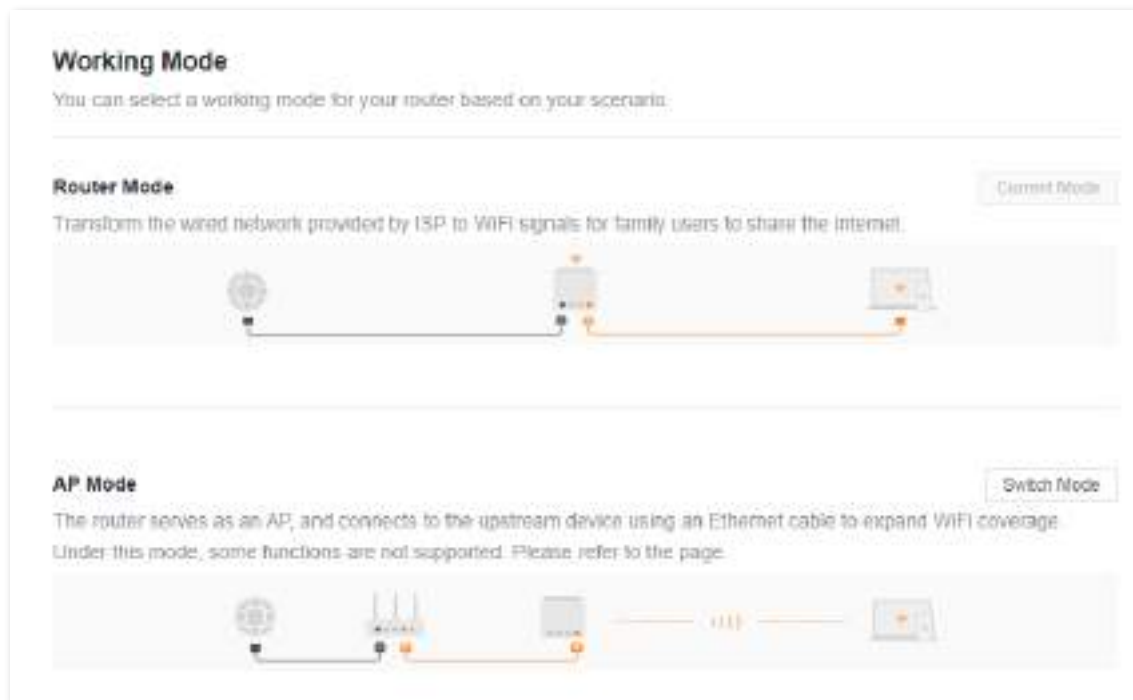 Working Mode
You can select a working mode for your router based on your scenario.
Router Mode
Current Mode
Transform the wired network provided by ISP to WiFi signals for family users to share the internet.
AP Mode
Switch Mode
The router serves as an AP, and connects to the upstream device using an Ethernet cable to expand WiFi coverage.
Under this mode, some functions are not supported. Please refer to the page.